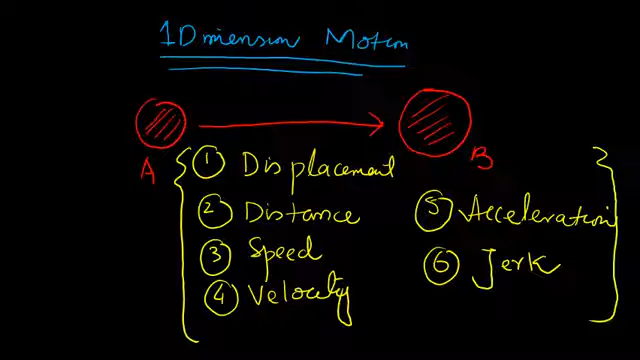 1Dimension Motion
A
B
① Displacement
② Distance
③ Speed
④ Velocity
⑤ Acceleration
⑥ Jerk